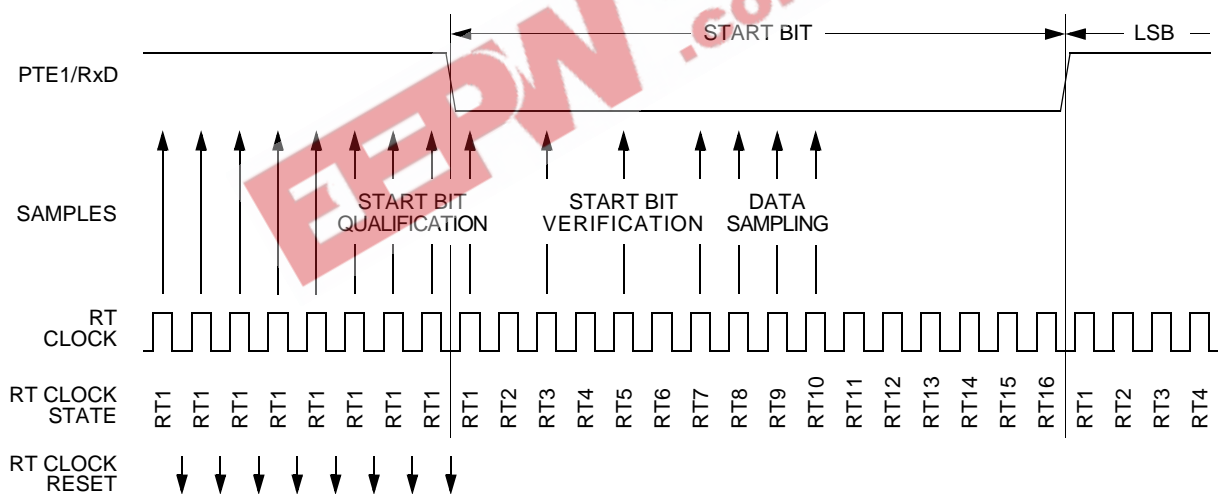 START BIT
LSB
PTE1/RxD
SAMPLES
START BIT
QUALIFICATION
START BIT
VERIFICATION
DATA
SAMPLING
RT
CLOCK
RT CLOCK
STATE
RT1 RT1 RT1 RT1 RT1 RT1 RT1 RT1 RT1 RT2 RT3 RT4 RT5 RT6 RT7 RT8 RT9 RT10 RT11 RT12 RT13 RT14 RT15 RT16 RT1 RT2 RT3 RT4
RT CLOCK
RESET
EEPW .com